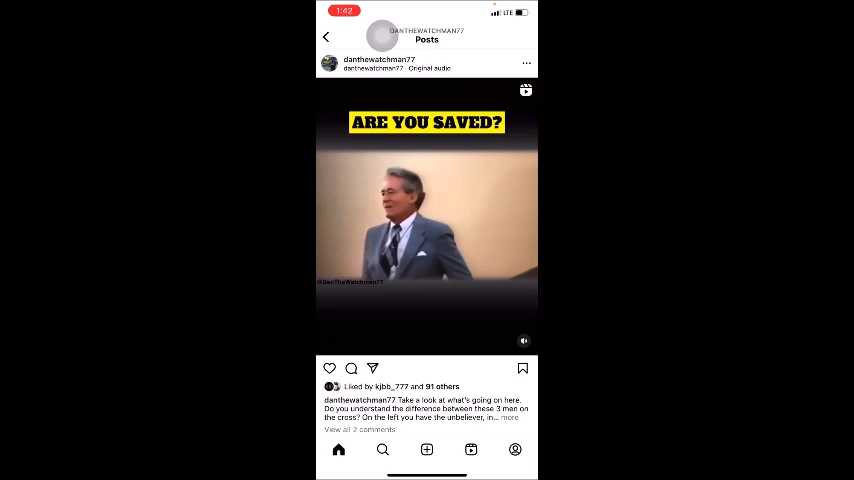 1:42
LTE
DANTHEWATCHMAN77
Posts
danthewatchman77
danthewatchman77 · Original audio
ARE YOU SAVED?
@DanTheWatchman77
Liked by kjbb_777 and 91 others
danthewatchman77 Take a look at what's going on here.
Do you understand the difference between these 3 men on
the cross? On the left you have the unbeliever, in... more
View all 2 comments